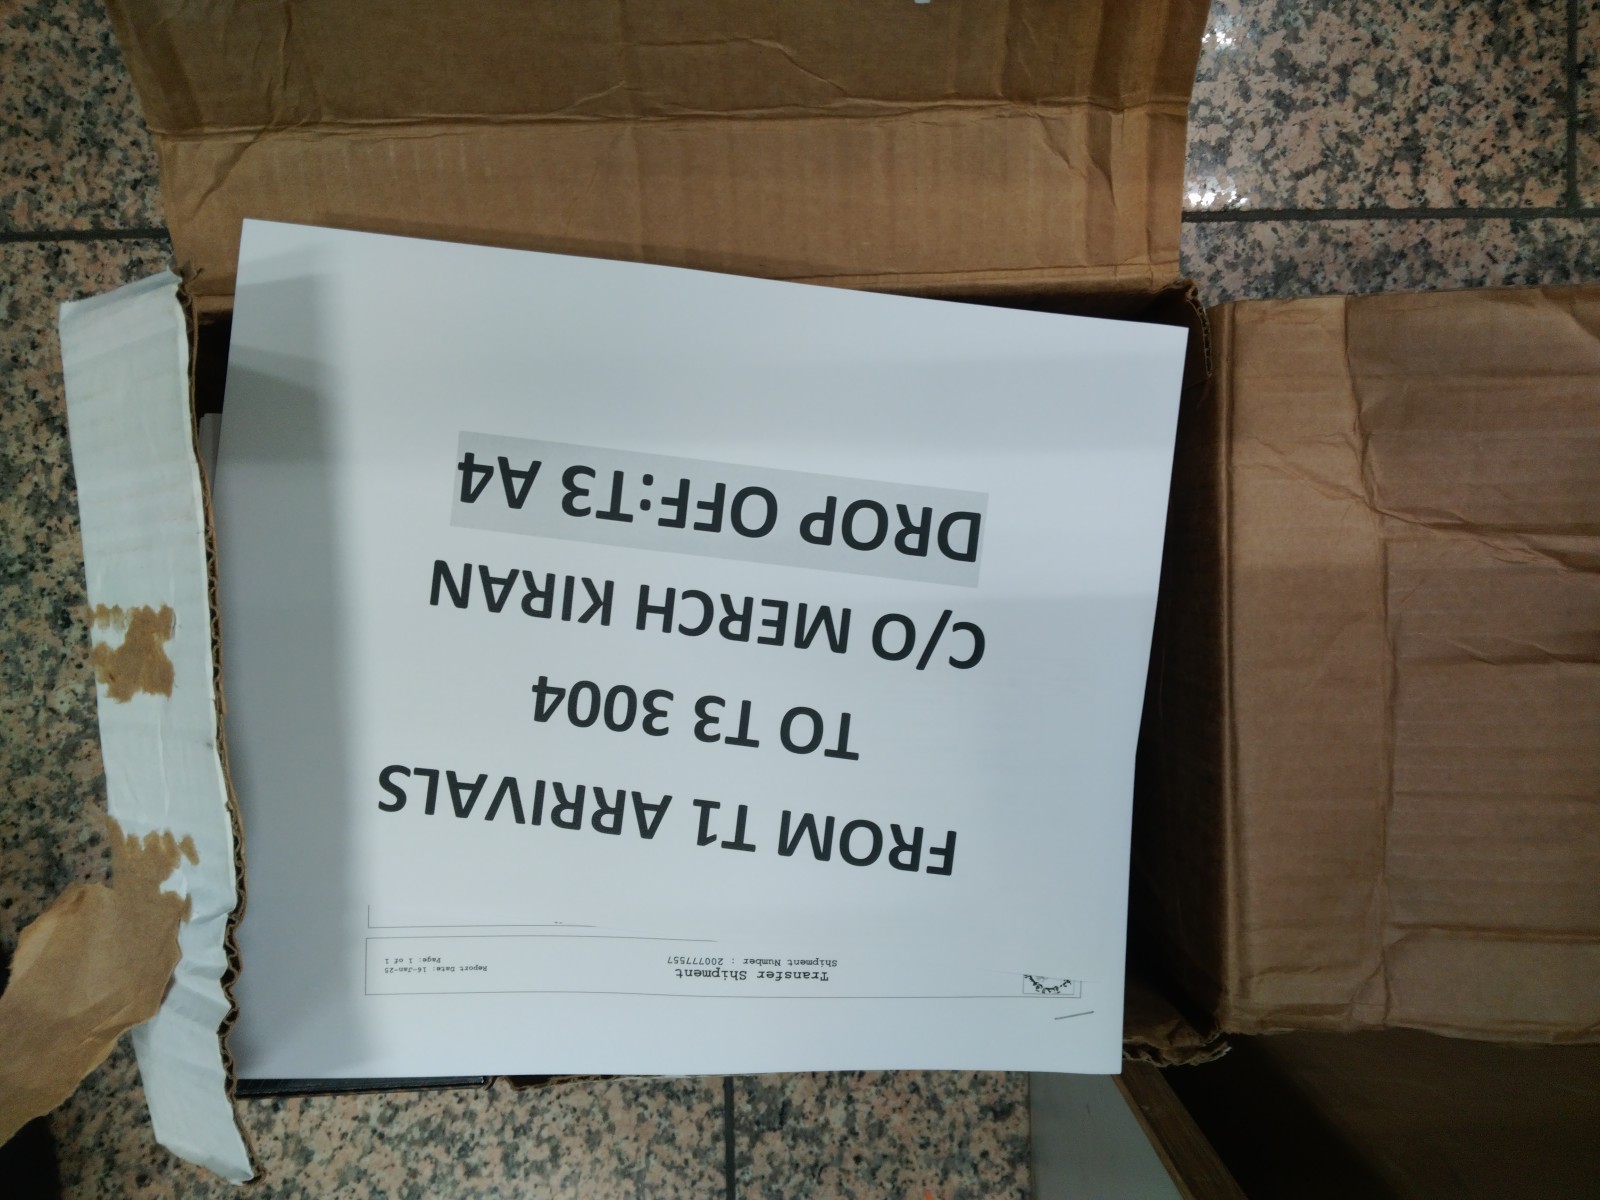 Transfer Shipment
Shipment Number : 200777557
Report Date: 16-Jan-25
Page: 1 of 1
FROM T1 ARRIVALS
TO T3 3004
C/O MERCH KIRAN
DROP OFF:T3 A4